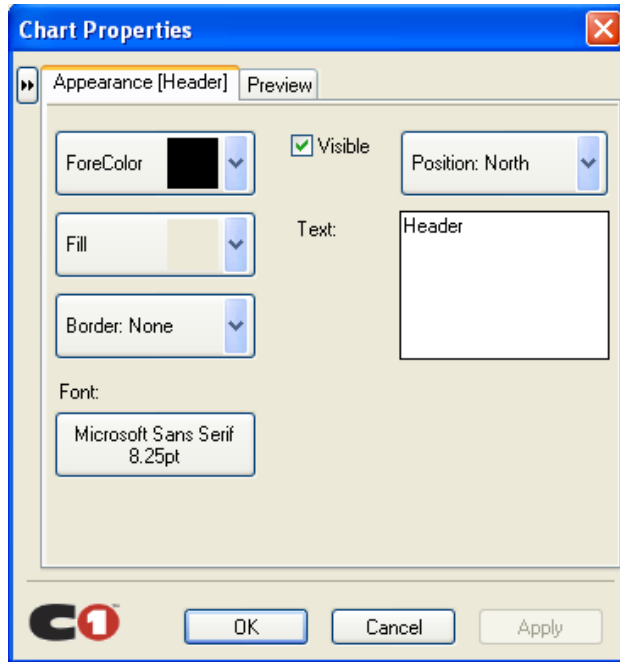 Chart Properties
Appearance [Header]
Preview
ForeColor
Visible
Position: North
Fill
Text:
Header
Border: None
Font:
Microsoft Sans Serif
8.25pt
C1
OK
Cancel
Apply